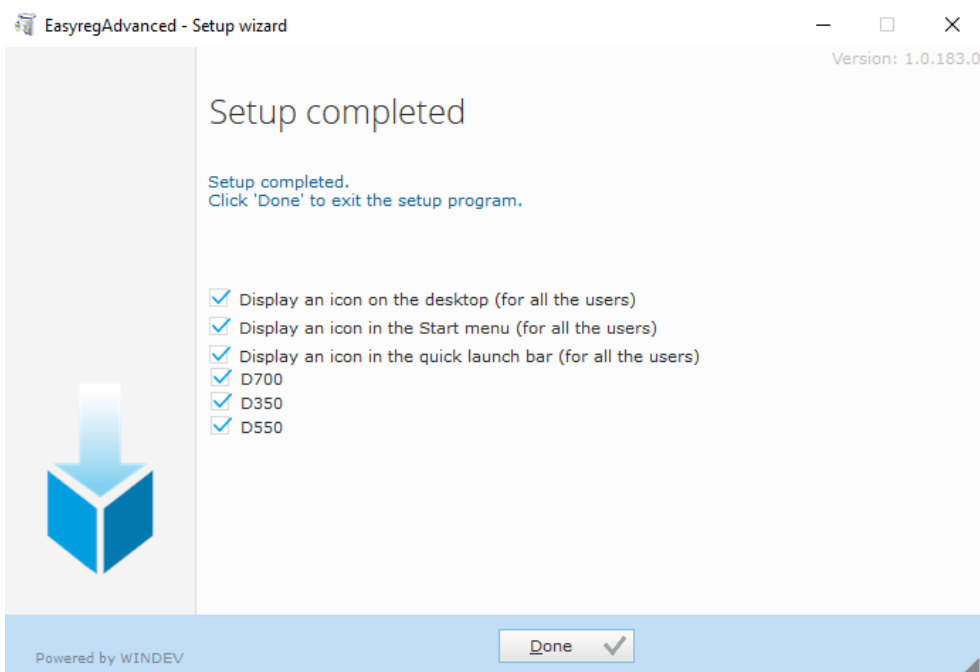 EasyregAdvanced - Setup wizard
Version: 1.0.183.0
Setup completed
Setup completed.
Click 'Done' to exit the setup program.
Display an icon on the desktop (for all the users)
Display an icon in the Start menu (for all the users)
Display an icon in the quick launch bar (for all the users)
D700
D350
D550
Done
Powered by WINDEV